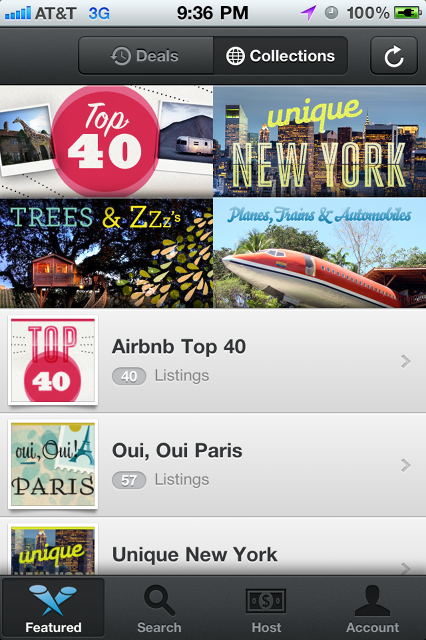 AT&T 3G 9:36 PM 100%
Deals Collections
Top
40
unique
NEW YORK
TREES & ZZZ's
Planes, Trains & Automobiles
TOP
40
Airbnb Top 40
40 Listings
oui, Oui!
PARIS
Oui, Oui Paris
57 Listings
unique
Unique New York
Featured Search Host Account